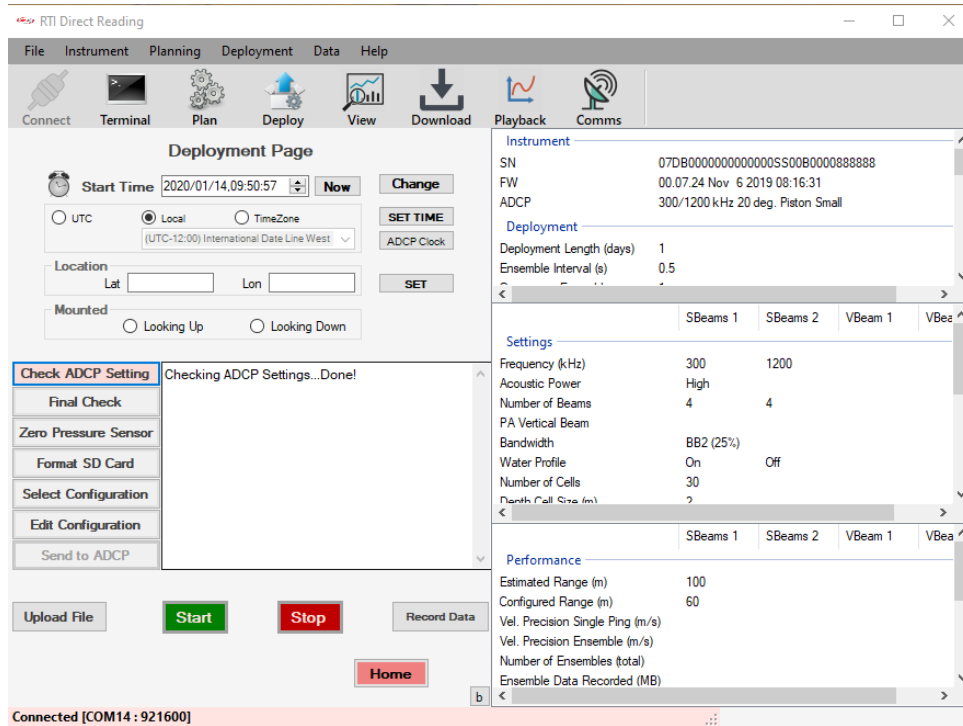 RTI Direct Reading
File Instrument Planning Deployment Data Help
Connect Terminal Plan Deploy View Download Playback Comms
Deployment Page
Start Time 2020/01/14,09:50:57 Now Change
UTC Local TimeZone SET TIME
(UTC-12:00) International Date Line West ADCP Clock
Location
Lat Lon SET
Mounted
Looking Up Looking Down
Check ADCP Setting Checking ADCP Settings...Done!
Final Check
Zero Pressure Sensor
Format SD Card
Select Configuration
Edit Configuration
Send to ADCP
Upload File Start Stop Record Data
Home
b
Instrument
SN 07DB0000000000000SS00B0000888888
FW 00.07.24 Nov 6 2019 08:16:31
ADCP 300/1200 kHz 20 deg. Piston Small
Deployment
Deployment Length (days) 1
Ensemble Interval (s) 0.5
SBeams 1 SBeams 2 VBeam 1 VBea
Settings
Frequency (kHz) 300 1200
Acoustic Power High
Number of Beams 4 4
PA Vertical Beam
Bandwidth BB2 (25%)
Water Profile On Off
Number of Cells 30
Depth Cell Size (m) 2
SBeams 1 SBeams 2 VBeam 1 VBea
Performance
Estimated Range (m) 100
Configured Range (m) 60
Vel. Precision Single Ping (m/s)
Vel. Precision Ensemble (m/s)
Number of Ensembles (total)
Ensemble Data Recorded (MB)
Connected [COM14 : 921600]